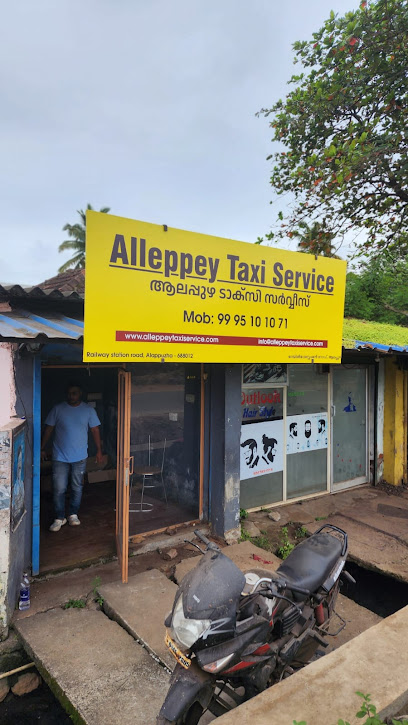 Alleppey Taxi Service
ആലപ്പുഴ ടാക്സി സർവ്വീസ്
Mob: 99 95 10 10 71
www.alleppeytaxiservice.com info@alleppeytaxiservice.com
Railway station road, Alappuzha - 688012
Hair Style